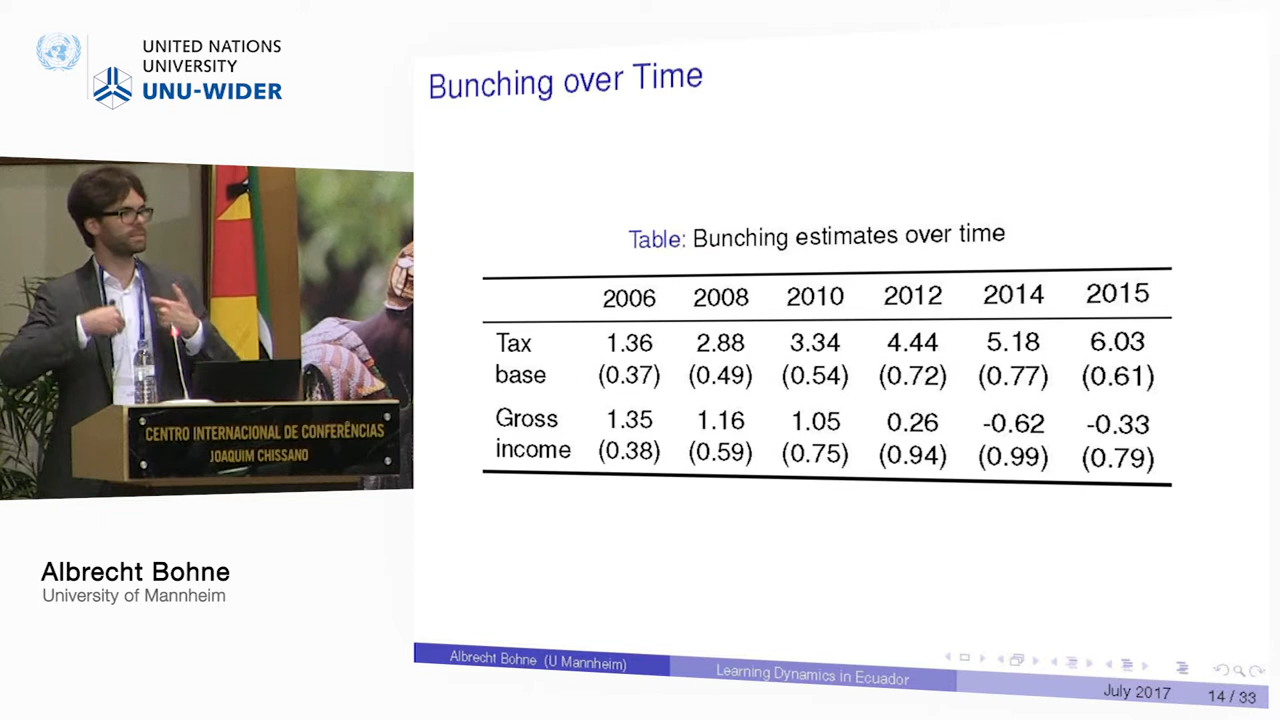 UNITED NATIONS
UNIVERSITY
UNU-WIDER
CENTRO INTERNACIONAL DE CONFERÊNCIAS
JOAQUIM CHISSANO
Albrecht Bohne
University of Mannheim
Bunching over Time
Table: Bunching estimates over time
2006 2008 2010 2012 2014 2015
Tax 1.36 2.88 3.34 4.44 5.18 6.03
base (0.37) (0.49) (0.54) (0.72) (0.77) (0.61)
Gross 1.35 1.16 1.05 0.26 -0.62 -0.33
income (0.38) (0.59) (0.75) (0.94) (0.99) (0.79)
Albrecht Bohne (U Mannheim) Learning Dynamics in Ecuador July 2017 14 / 33